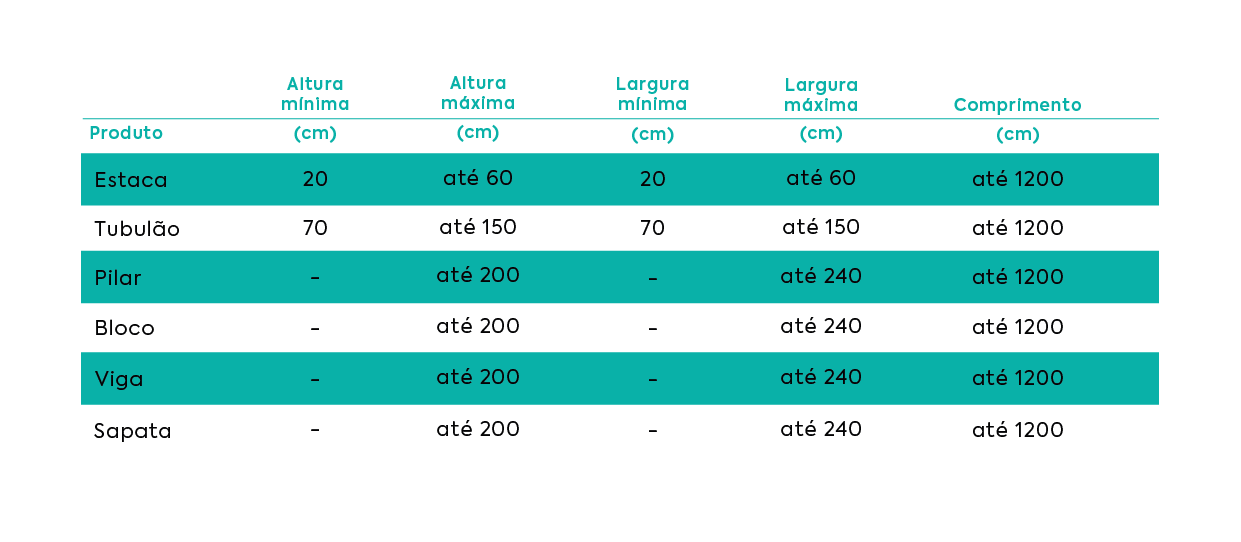 Altura mínima Altura máxima Largura mínima Largura máxima Comprimento
Produto (cm) (cm) (cm) (cm) (cm)
Estaca 20 até 60 20 até 60 até 1200
Tubulão 70 até 150 70 até 150 até 1200
Pilar - até 200 - até 240 até 1200
Bloco - até 200 - até 240 até 1200
Viga - até 200 - até 240 até 1200
Sapata - até 200 - até 240 até 1200